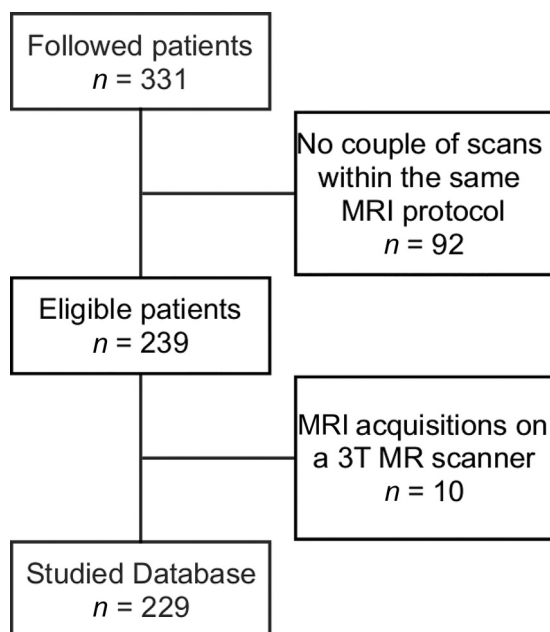 Followed patients
n = 331
No couple of scans
within the same
MRI protocol
n = 92
Eligible patients
n = 239
MRI acquisitions on
a 3T MR scanner
n = 10
Studied Database
n = 229